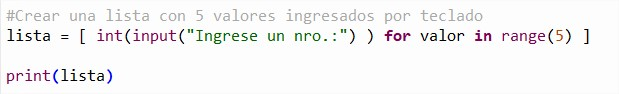 #Crear una lista con 5 valores ingresados por teclado
lista = [ int(input("Ingrese un nro.:") ) for valor in range(5) ]
print(lista)